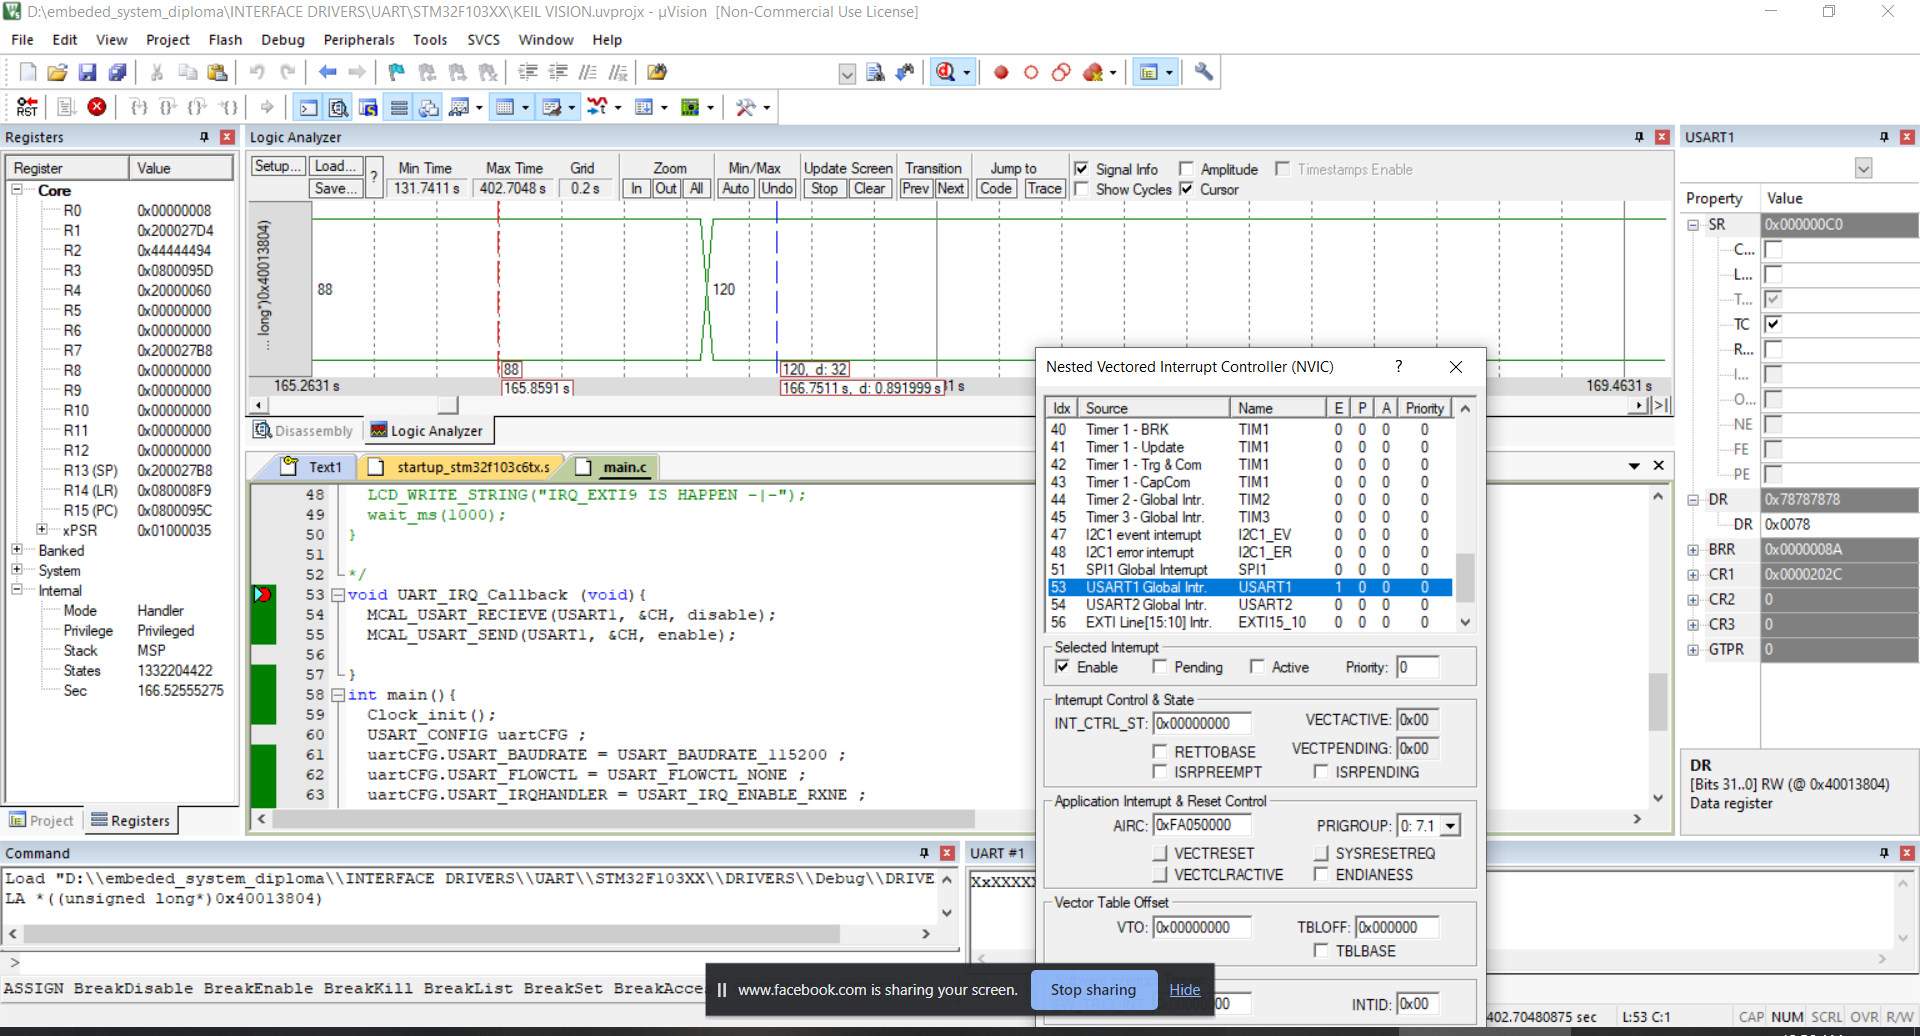 D:\embeded_system_diploma\INTERFACE DRIVERS\UART\STM32F103XX\KEIL VISION.uvprojx - µVision [Non-Commercial Use License]
File Edit View Project Flash Debug Peripherals Tools SVCS Window Help
Registers
Register Value
Core
R0 0x00000008
R1 0x200027D4
R2 0x44444494
R3 0x0800095D
R4 0x20000060
R5 0x00000000
R6 0x00000000
R7 0x200027B8
R8 0x00000000
R9 0x00000000
R10 0x00000000
R11 0x00000000
R12 0x00000000
R13 (SP) 0x200027B8
R14 (LR) 0x080008F9
R15 (PC) 0x0800095C
xPSR 0x01000035
Banked
System
Internal
Mode Handler
Privilege Privileged
Stack MSP
States 1332204422
Sec 166.52555275
Project Registers
Logic Analyzer
Setup... Load... Save... ?
Min Time 131.7411 s
Max Time 402.7048 s
Grid 0.2 s
Zoom In Out All
Min/Max Auto Undo
Update Screen Stop Clear
Transition Prev Next
Jump to Code Trace
Signal Info Amplitude Timestamps Enable
Show Cycles Cursor
...long*)0x40013804)
88
120
88
120, d: 32
165.2631 s
165.8591 s
166.7511 s, d: 0.891999 s
1 s
169.4631 s
Disassembly Logic Analyzer
Text1 startup_stm32f103c6tx.s main.c
48 LCD_WRITE_STRING("IRQ_EXTI9 IS HAPPEN -|-");
49 wait_ms(1000);
50 }
51
52 */
53 void UART_IRQ_Callback (void){
54 MCAL_USART_RECIEVE(USART1, &CH, disable);
55 MCAL_USART_SEND(USART1, &CH, enable);
56
57 }
58 int main(){
59 Clock_init();
60 USART_CONFIG uartCFG ;
61 uartCFG.USART_BAUDRATE = USART_BAUDRATE_115200 ;
62 uartCFG.USART_FLOWCTL = USART_FLOWCTL_NONE ;
63 uartCFG.USART_IRQHANDLER = USART_IRQ_ENABLE_RXNE ;
Nested Vectored Interrupt Controller (NVIC) ?
Idx Source Name E P A Priority
40 Timer 1 - BRK TIM1 0 0 0 0
41 Timer 1 - Update TIM1 0 0 0 0
42 Timer 1 - Trg & Com TIM1 0 0 0 0
43 Timer 1 - CapCom TIM1 0 0 0 0
44 Timer 2 - Global Intr. TIM2 0 0 0 0
45 Timer 3 - Global Intr. TIM3 0 0 0 0
47 I2C1 event interrupt I2C1_EV 0 0 0 0
48 I2C1 error interrupt I2C1_ER 0 0 0 0
51 SPI1 Global Interrupt SPI1 0 0 0 0
53 USART1 Global Intr. USART1 1 0 0 0
54 USART2 Global Intr. USART2 0 0 0 0
56 EXTI Line[15:10] Intr. EXTI15_10 0 0 0 0
Selected Interrupt
Enable Pending Active Priority: 0
Interrupt Control & State
INT_CTRL_ST: 0x00000000 VECTACTIVE: 0x00
RETTOBASE VECTPENDING: 0x00
ISRPREEMPT ISRPENDING
Application Interrupt & Reset Control
AIRC: 0xFA050000 PRIGROUP: 0: 7.1
VECTRESET SYSRESETREQ
VECTCLRACTIVE ENDIANESS
Vector Table Offset
VTO: 0x00000000 TBLOFF: 0x000000
TBLBASE
00 INTID: 0x00
USART1
Property Value
SR 0x000000C0
C...
L...
T...
TC
R...
I...
O...
NE
FE
PE
DR 0x78787878
DR 0x0078
BRR 0x0000008A
CR1 0x0000202C
CR2 0
CR3 0
GTPR 0
DR
[Bits 31..0] RW (@ 0x40013804)
Data register
Command
Load "D:\\embeded_system_diploma\\INTERFACE DRIVERS\\UART\\STM32F103XX\\DRIVERS\\Debug\\DRIVE
LA *((unsigned long*)0x40013804)
>
ASSIGN BreakDisable BreakEnable BreakKill BreakList BreakSet BreakAcce
UART #1
XxXXXXX
www.facebook.com is sharing your screen. Stop sharing Hide
402.70480875 sec L:53 C:1 CAP NUM SCRL OVR R/W